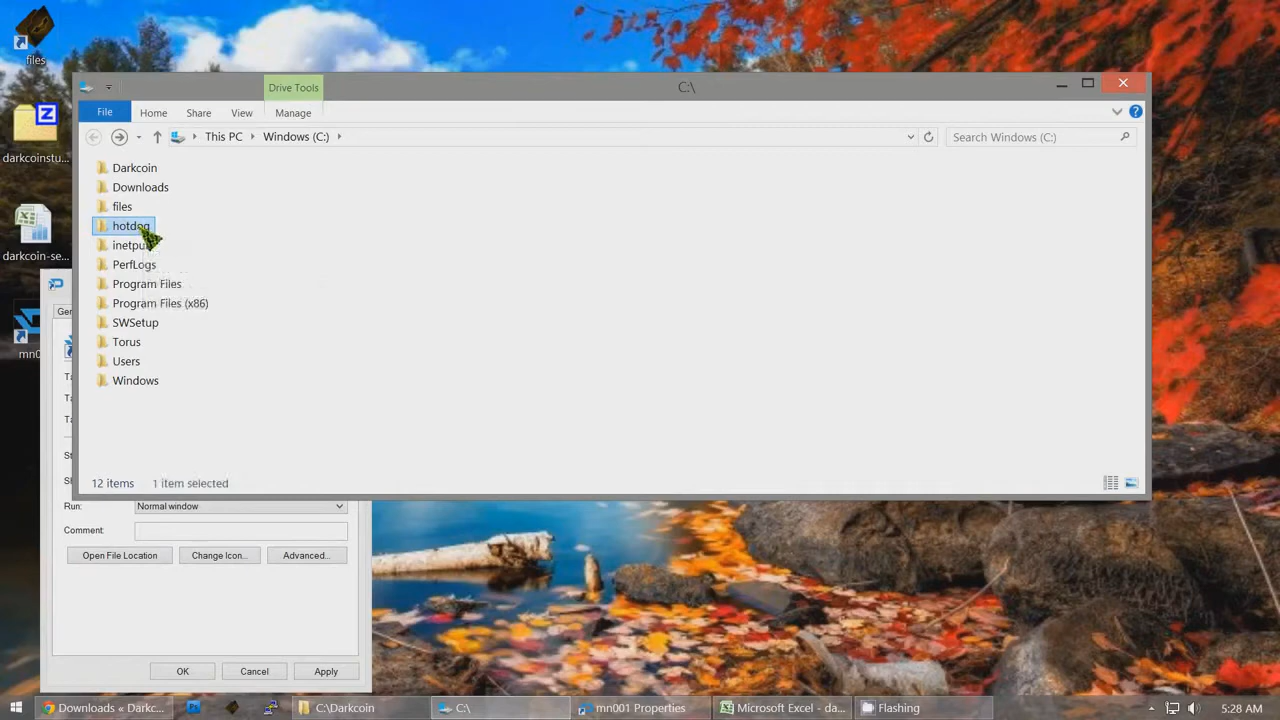 files
darkcoinstu...
darkcoin-se...
Drive Tools
C:\
File
Home
Share
View
Manage
This PC
Windows (C:)
Search Windows (C:)
Darkcoin
Downloads
files
hotdog
PerfLogs
Program Files
Program Files (x86)
SWSetup
Torus
Users
Windows
12 items
1 item selected
Run:
Normal window
Comment:
Open File Location
Change Icon...
Advanced...
OK
Cancel
Apply
Downloads « Darkc...
C:\Darkcoin
C:\
mn001 Properties
Microsoft Excel - da...
Flashing
5:28 AM